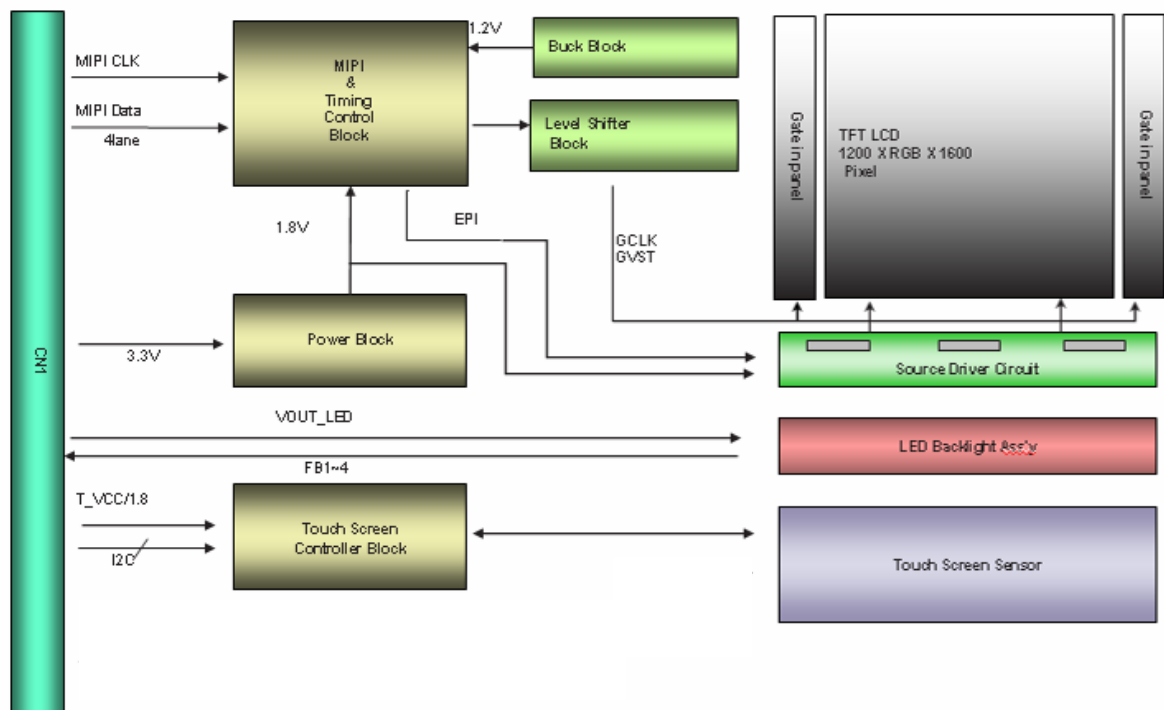 CN1
MIPI CLK
MIPI Data
4lane
MIPI
&
Timing
Control
Block
1.2V
Buck Block
Level Shifter
Block
Gate in panel
TFT LCD
1200 X RGB X 1600
Pixel
Gate in panel
1.8V
EPI
GCLK
GVST
3.3V
Power Block
Source Driver Circuit
VOUT_LED
FB1~4
LED Backlight Ass'y
T_VCC/1.8
I2C
Touch Screen
Controller Block
Touch Screen Sensor